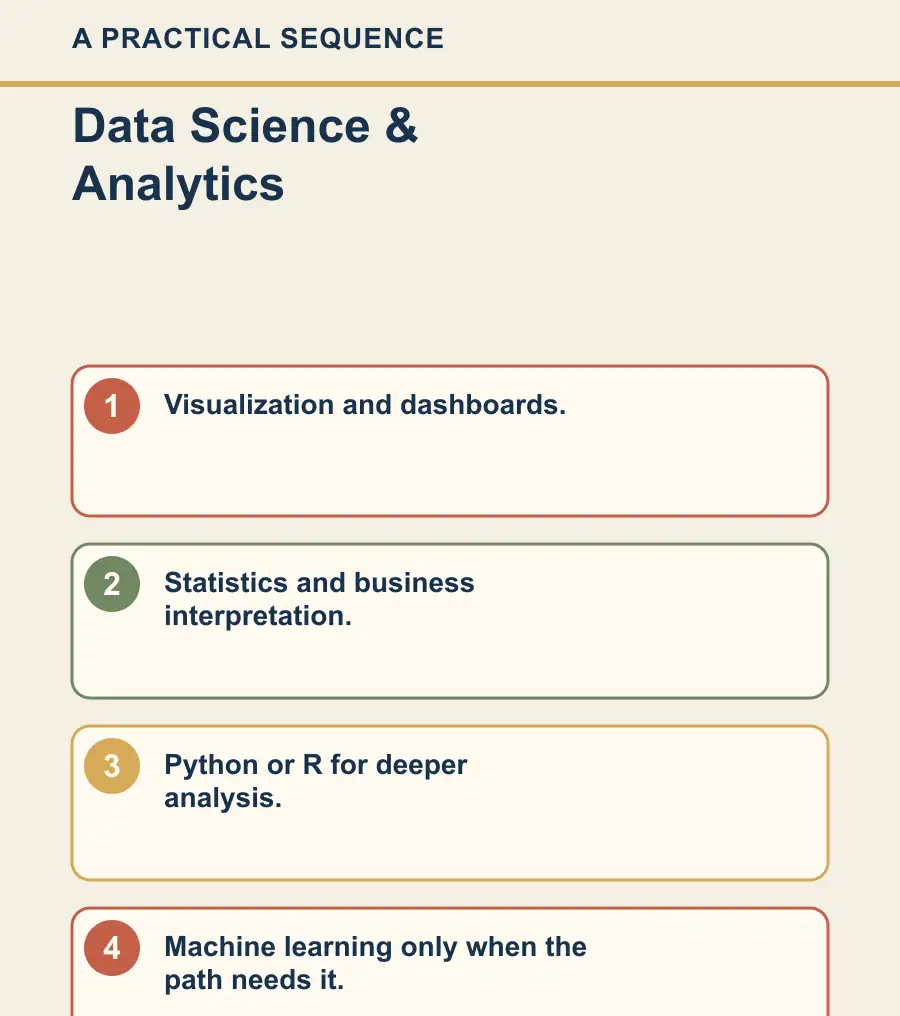 A PRACTICAL SEQUENCE
Data Science &
Analytics
1
Visualization and dashboards.
2
Statistics and business
interpretation.
3
Python or R for deeper
analysis.
4
Machine learning only when the
path needs it.